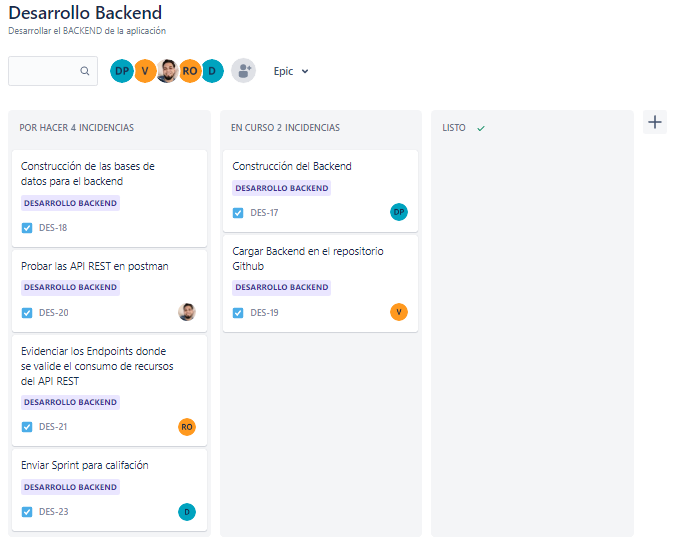 Desarrollo Backend
Desarrollar el BACKEND de la aplicación
DP V RO D
Epic
POR HACER 4 INCIDENCIAS
Construcción de las bases de
datos para el backend
DESARROLLO BACKEND
DES-18
Probar las API REST en postman
DESARROLLO BACKEND
DES-20
Evidenciar los Endpoints donde
se valide el consumo de recursos
del API REST
DESARROLLO BACKEND
DES-21
RO
Enviar Sprint para califación
DESARROLLO BACKEND
DES-23
D
EN CURSO 2 INCIDENCIAS
Construcción del Backend
DESARROLLO BACKEND
DES-17
DP
Cargar Backend en el repositorio
Github
DESARROLLO BACKEND
DES-19
V
LISTO